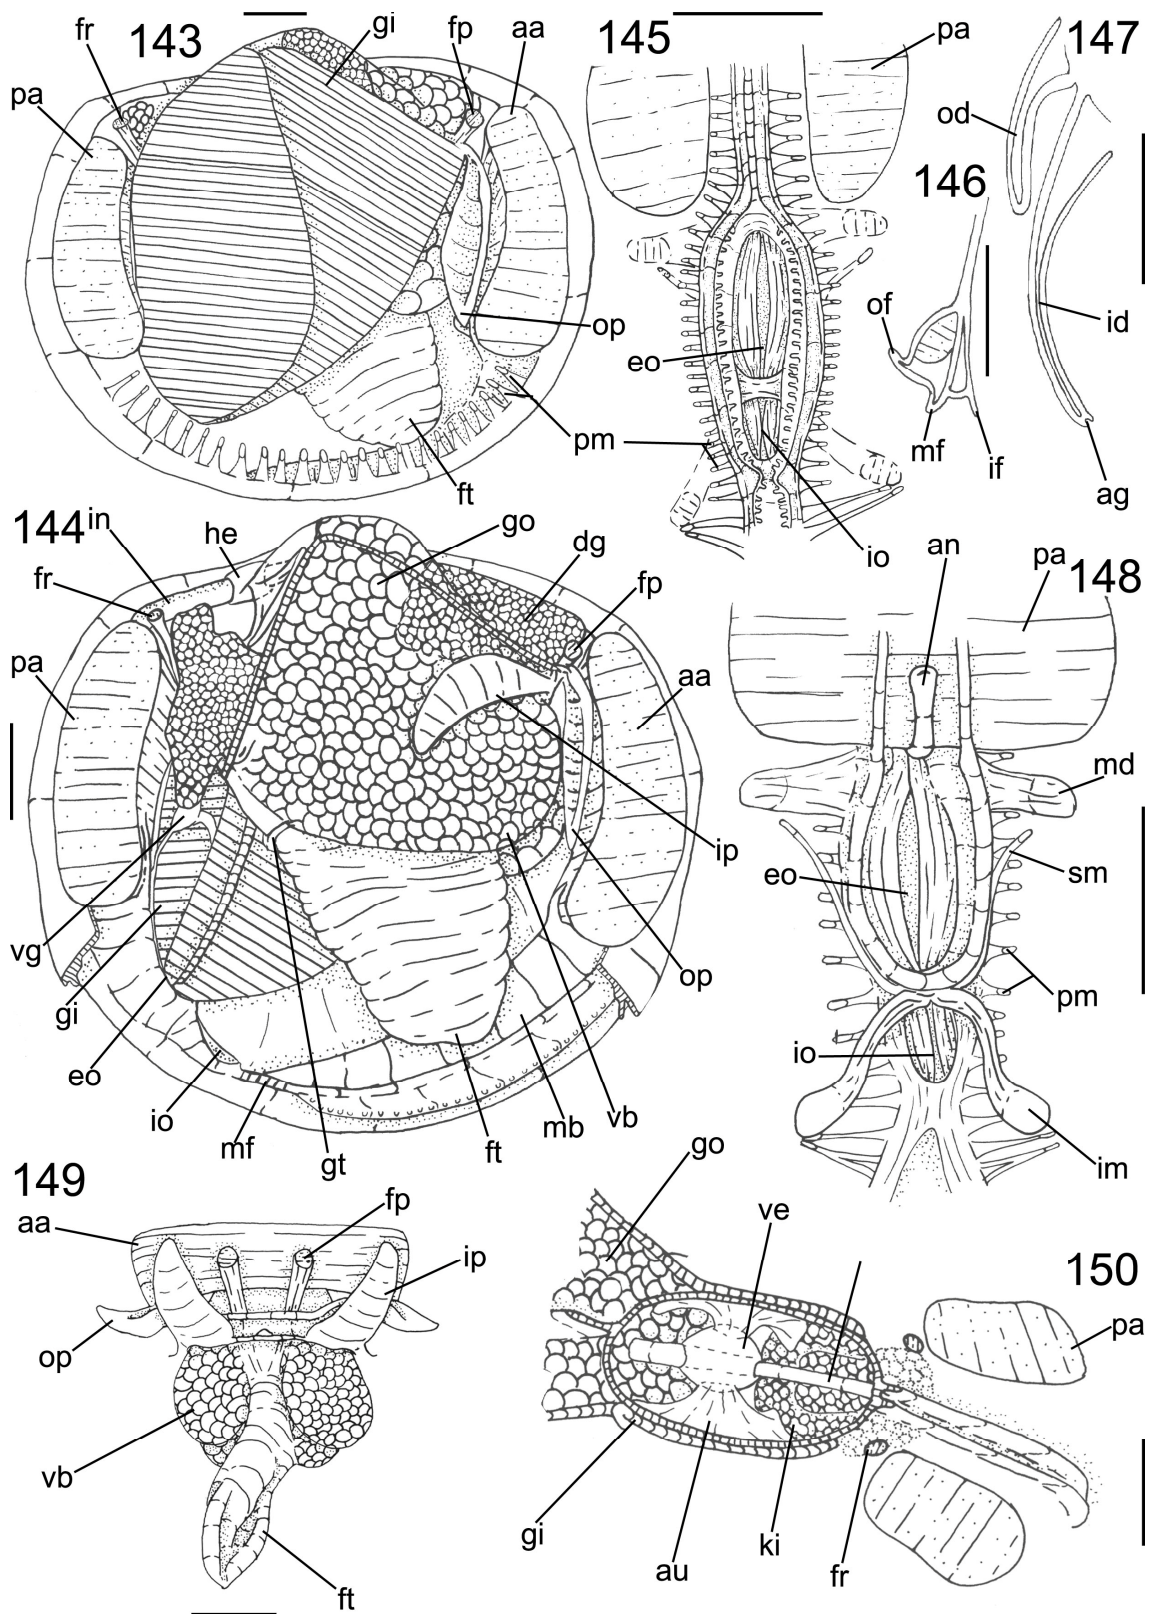 143
fr
gi
fp
aa
pa
op
pm
ft
145
pa
eo
io
147
od
id
ag
146
of
mf
if
144
in
he
go
dg
fr
fp
pa
aa
ip
vg
op
gi
eo
io
mf
gt
ft
mb
vb
148
an
pa
md
eo
sm
pm
io
im
149
aa
fp
ip
op
vb
ft
150
go
ve
pa
gi
au
ki
fr